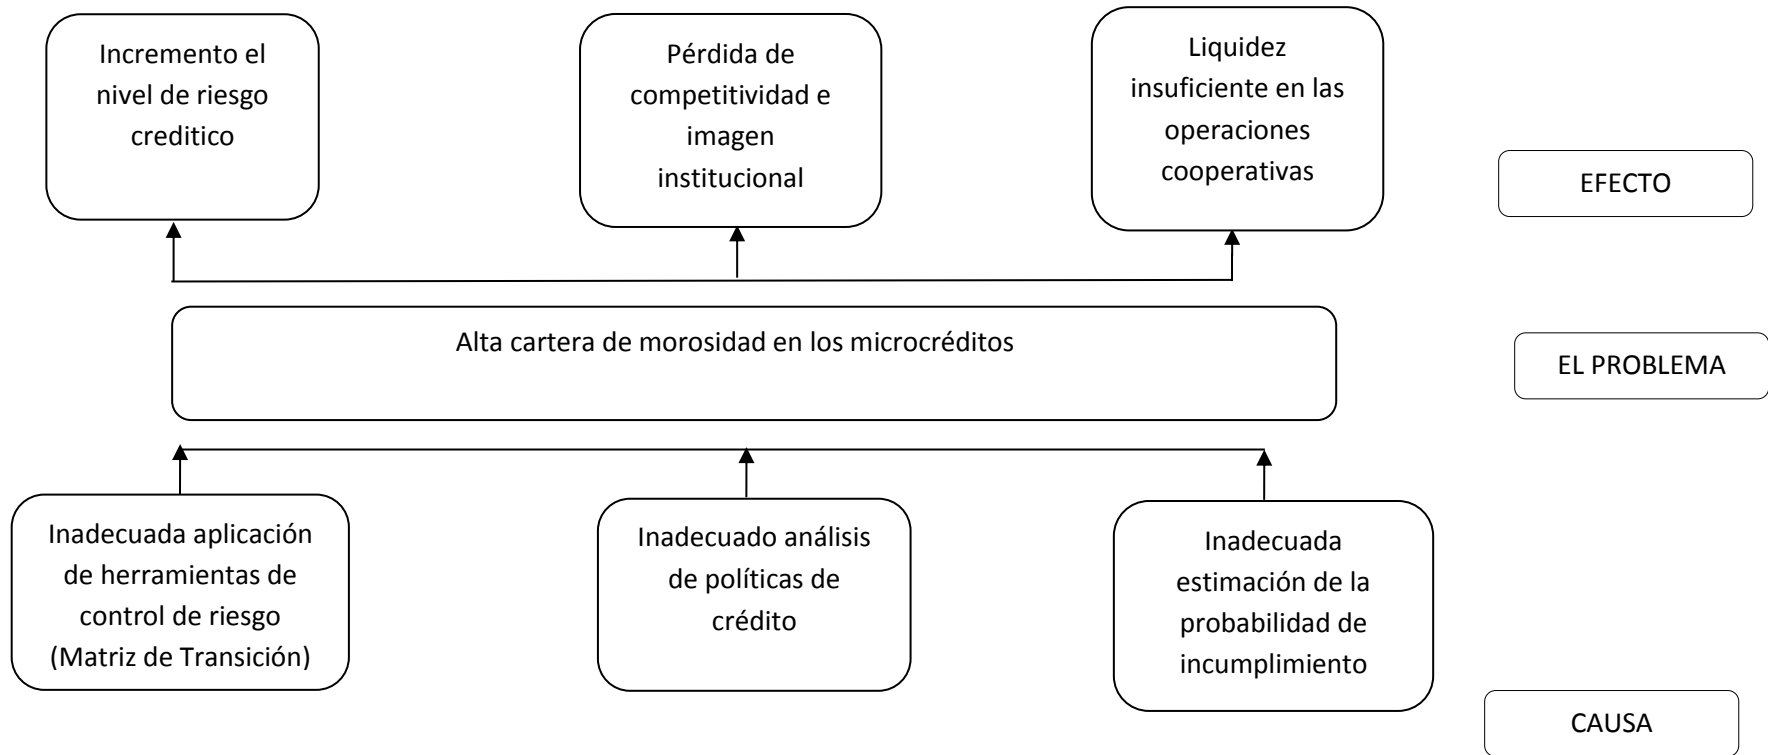 Incremento el
nivel de riesgo
creditico
Pérdida de
competitividad e
imagen
institucional
Liquidez
insuficiente en las
operaciones
cooperativas
EFECTO
Alta cartera de morosidad en los microcréditos
EL PROBLEMA
Inadecuada aplicación
de herramientas de
control de riesgo
(Matriz de Transición)
Inadecuado análisis
de políticas de
crédito
Inadecuada
estimación de la
probabilidad de
incumplimiento
CAUSA